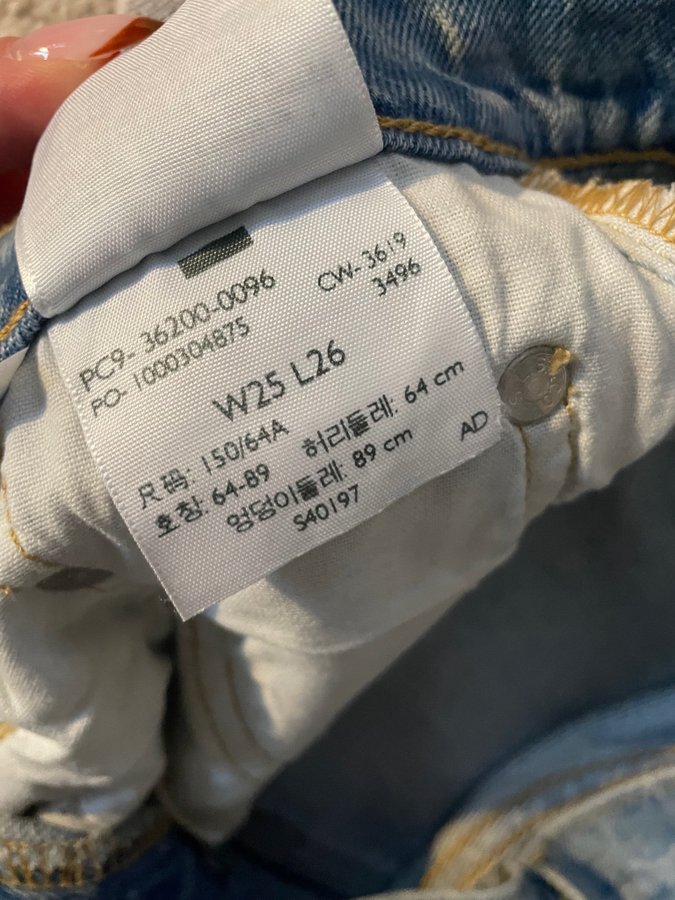 PC9- 36200-0096
CW- 3619
PO- 1000304875
3496
W25 L26
尺码: 150/64A
허리둘레: 64 cm
호칭: 64-89
엉덩이둘레: 89 cm
AD
S40197